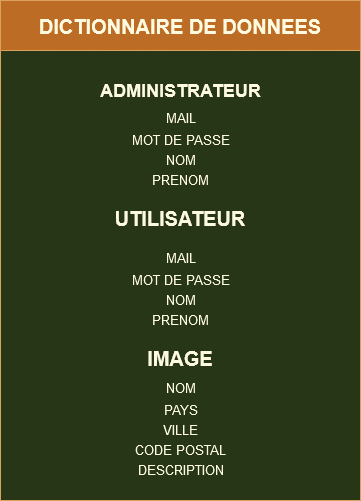 DICTIONNAIRE DE DONNEES
ADMINISTRATEUR
MAIL
MOT DE PASSE
NOM
PRENOM
UTILISATEUR
MAIL
MOT DE PASSE
NOM
PRENOM
IMAGE
NOM
PAYS
VILLE
CODE POSTAL
DESCRIPTION